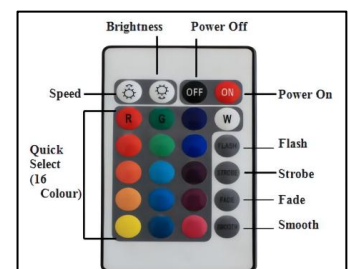 Brightness Power Off
Speed OFF ON Power On
R G W
FLASH Flash
Quick
Select
(16
Colour)
STROBE Strobe
FADE Fade
SMOOTH Smooth